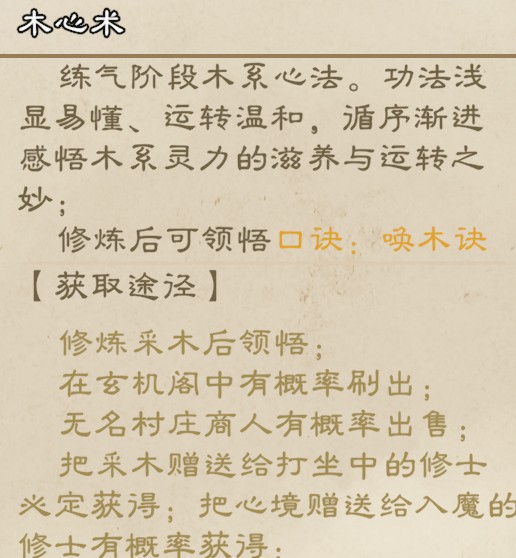 木心术
练气阶段木系心法。功法浅
显易懂、运转温和，循序渐进
感悟木系灵力的滋养与运转之
妙；
修炼后可领悟口诀：唤木诀
【获取途径】
修炼采木后领悟；
在玄机阁中有概率刷出；
无名村庄商人有概率出售；
把采木赠送给打坐中的修士
必定获得；把心境赠送给入魔的
修士有概率获得；